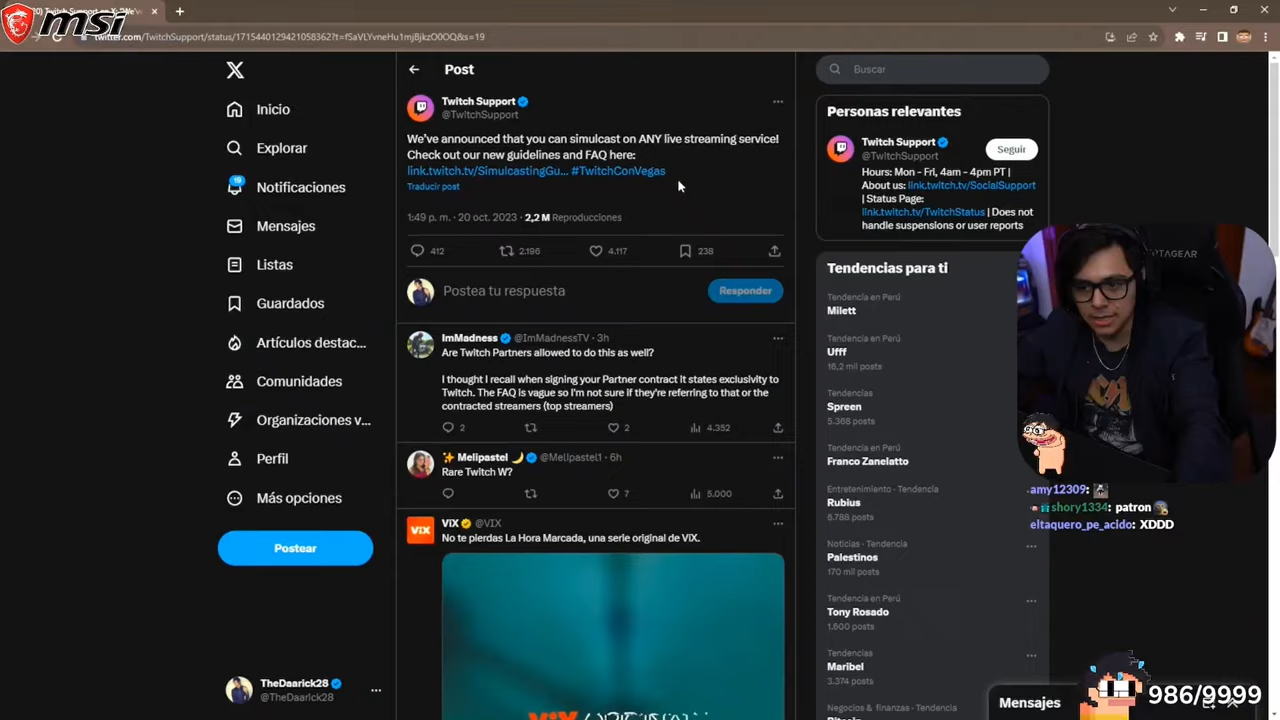 msi
20) Twitch Support on X: "We'v
twitter.com/TwitchSupport/status/1715440129421058362?t=fSaVLYvneHu1mjBjkzO0OQ&s=19
Post
Twitch Support
@TwitchSupport
We've announced that you can simulcast on ANY live streaming service!
Check out our new guidelines and FAQ here:
link.twitch.tv/SimulcastingGu... #TwitchConVegas
Traducir post
1:49 p. m. · 20 oct. 2023 · 2,2 M Reproducciones
412 2.196 4.117 238
Postea tu respuesta
Responder
ImMadness @ImMadnessTV · 3h
Are Twitch Partners allowed to do this as well?
I thought I recall when signing your Partner contract it states exclusivity to
Twitch. The FAQ is vague so I'm not sure if they're referring to that or the
contracted streamers (top streamers)
2 2 4.352
Melipastel @Melipastel1 · 6h
Rare Twitch W?
7 5.000
ViX @VIX
No te pierdas La Hora Marcada, una serie original de ViX.
ViX
ViX
X
Inicio
Explorar
19
Notificaciones
Mensajes
Listas
Guardados
Artículos destac...
Comunidades
Organizaciones v...
Perfil
Más opciones
Postear
TheDaarick28
@TheDaarick28
Buscar
Personas relevantes
Twitch Support
@TwitchSupport
Seguir
Hours: Mon - Fri, 4am - 4pm PT |
About us: link.twitch.tv/SocialSupport
| Status Page:
link.twitch.tv/TwitchStatus | Does not
handle suspensions or user reports
Tendencias para ti
Tendencia en Perú
Milett
Tendencia en Perú
Ufff
16,2 mil posts
Tendencias
Spreen
5.368 posts
Tendencia en Perú
Franco Zanelatto
Entretenimiento · Tendencia
Rubius
5.788 posts
Noticias · Tendencia
Palestinos
170 mil posts
Tendencia en Perú
Tony Rosado
1.600 posts
Tendencias
Maribel
3.374 posts
Negocios & finanzas · Tendencia
Mensajes
amy12309:
shory1334: patron
eltaquero_pe_acido: XDDD
986/9999